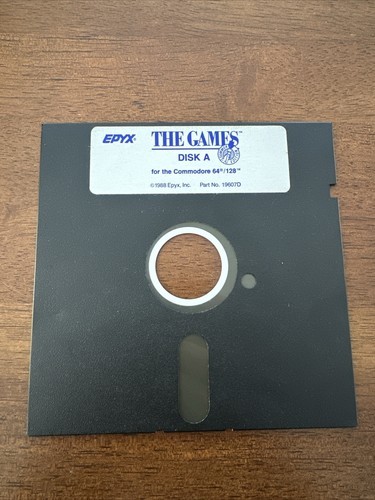 EPYX®
THE GAMES™
DISK A
for the Commodore 64®/128™
©1988 Epyx, Inc. Part No. 19607D